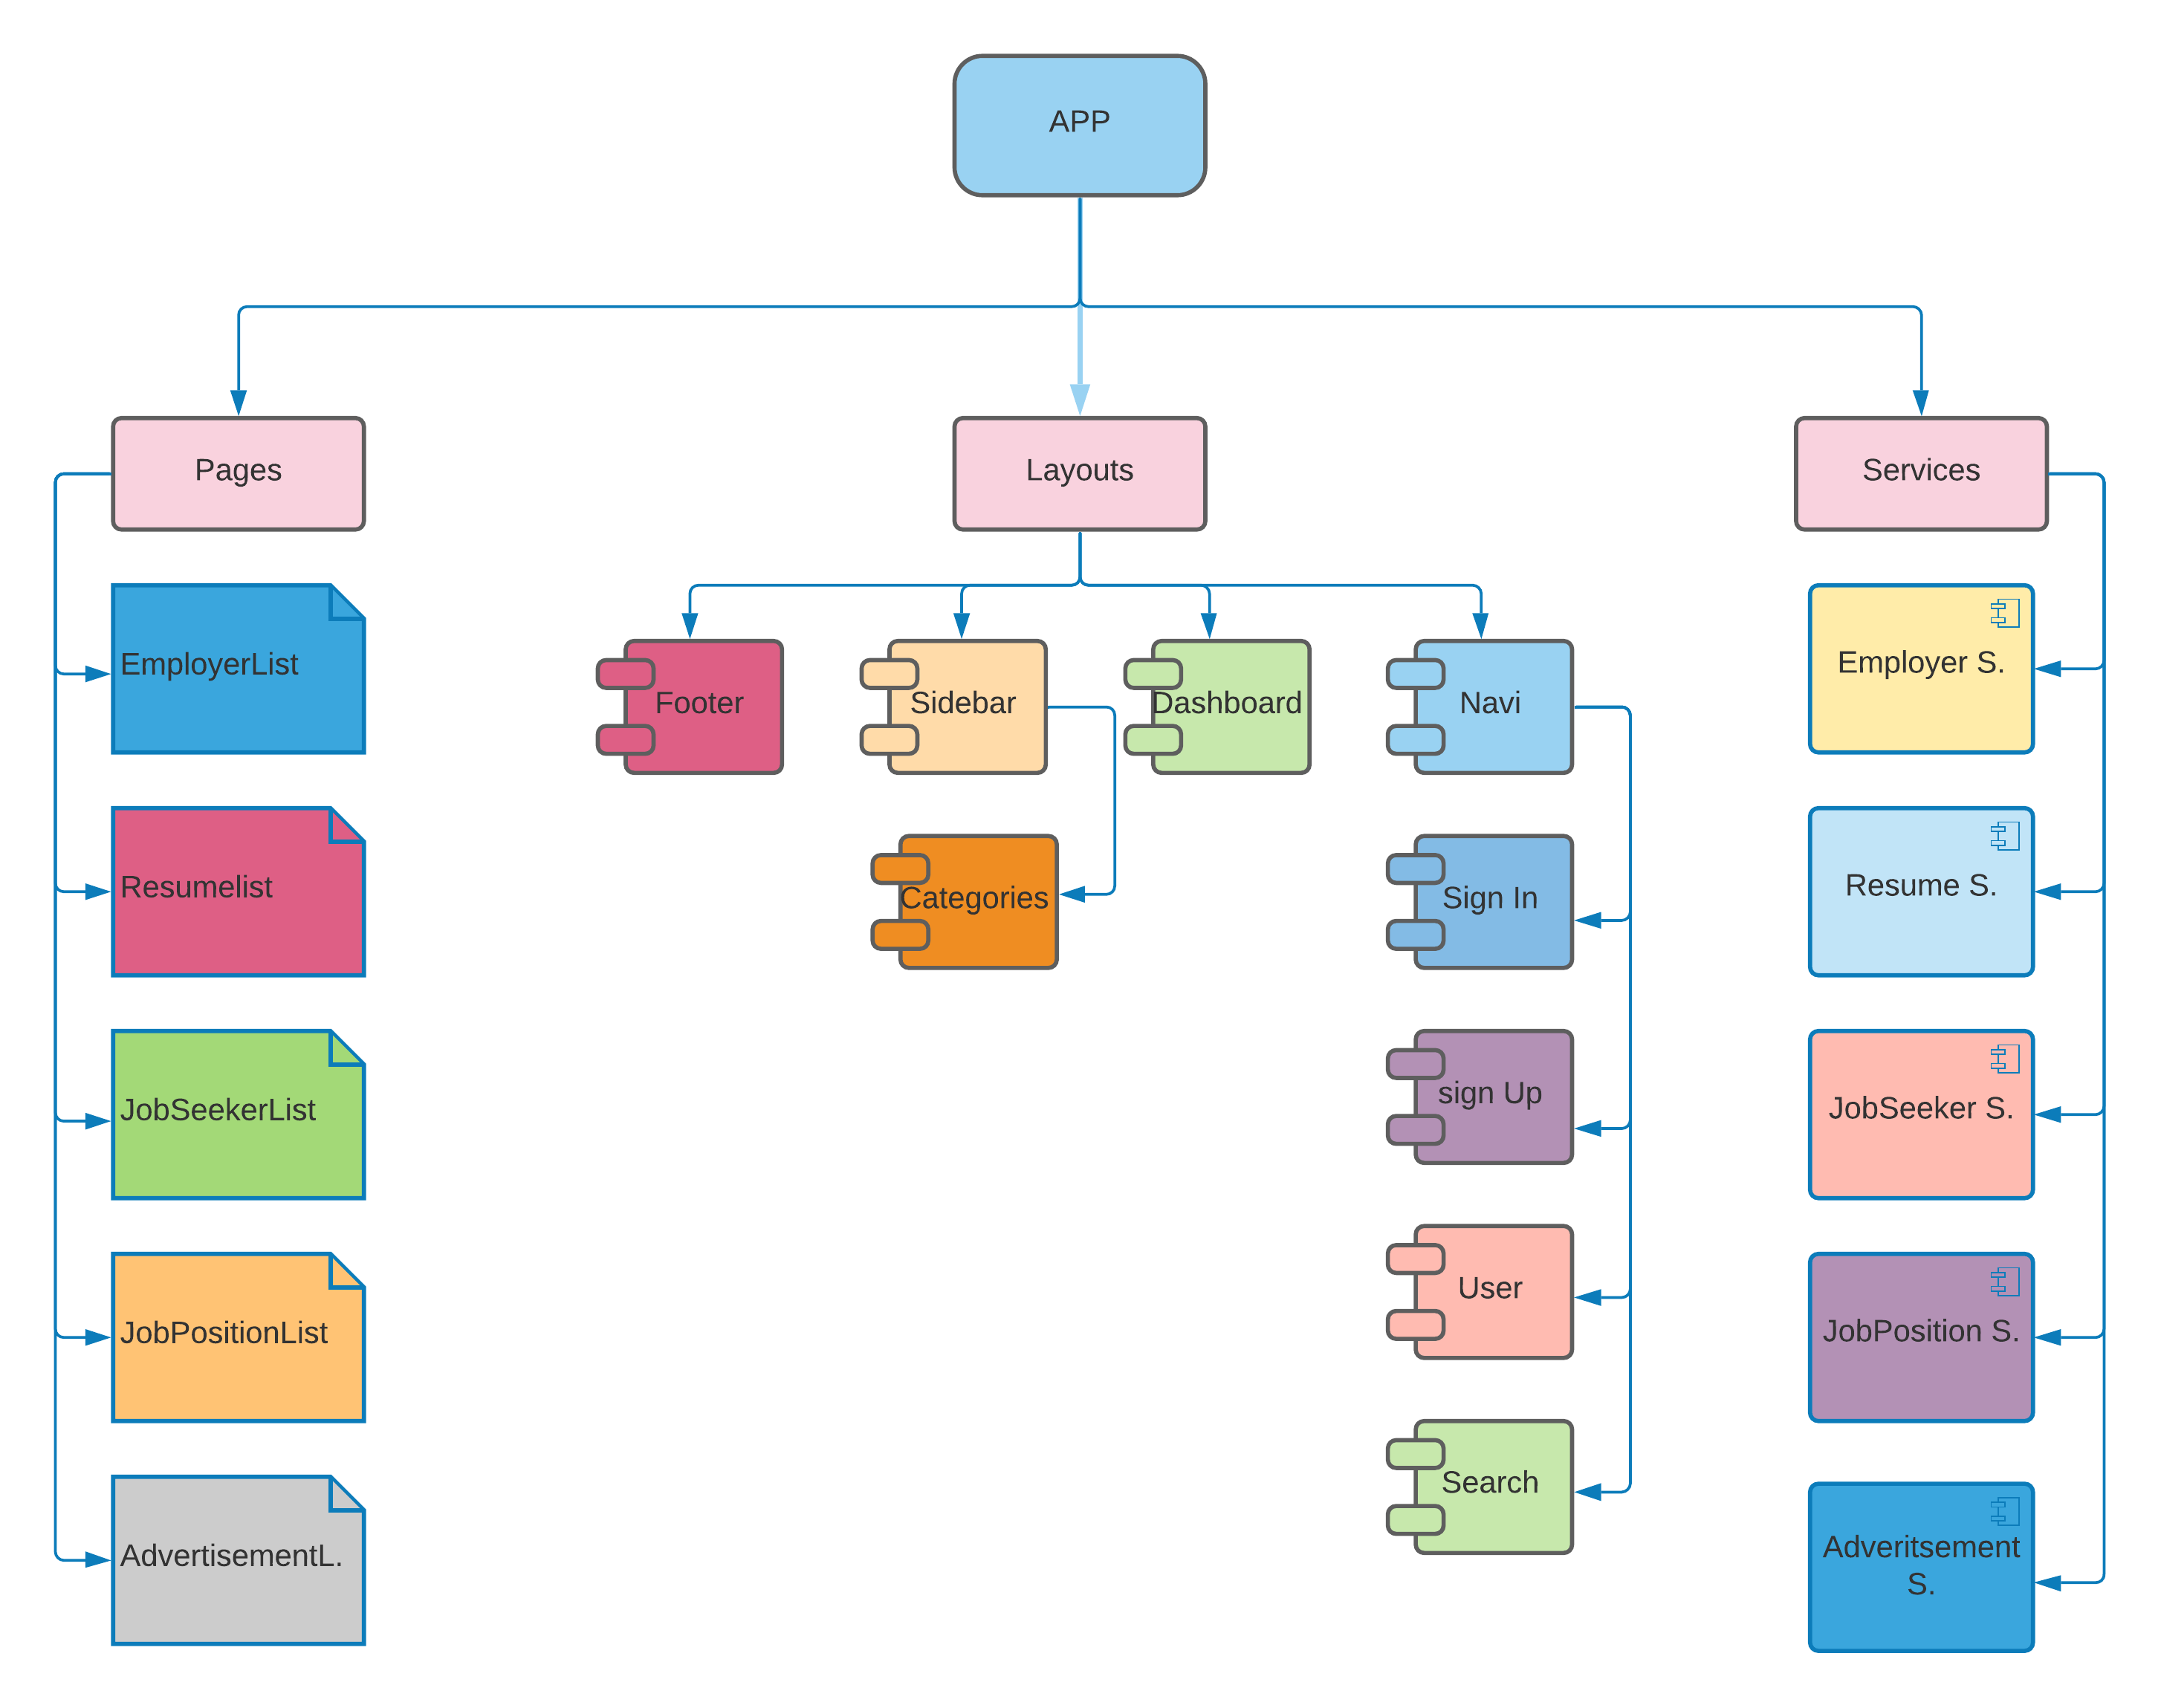 APP
Pages
Layouts
Services
EmployerList
Resumelist
JobSeekerList
JobPositionList
AdvertisementL.
Footer
Sidebar
Dashboard
Navi
Categories
Sign In
sign Up
User
Search
Employer S.
Resume S.
JobSeeker S.
JobPosition S.
Adveritsement
S.